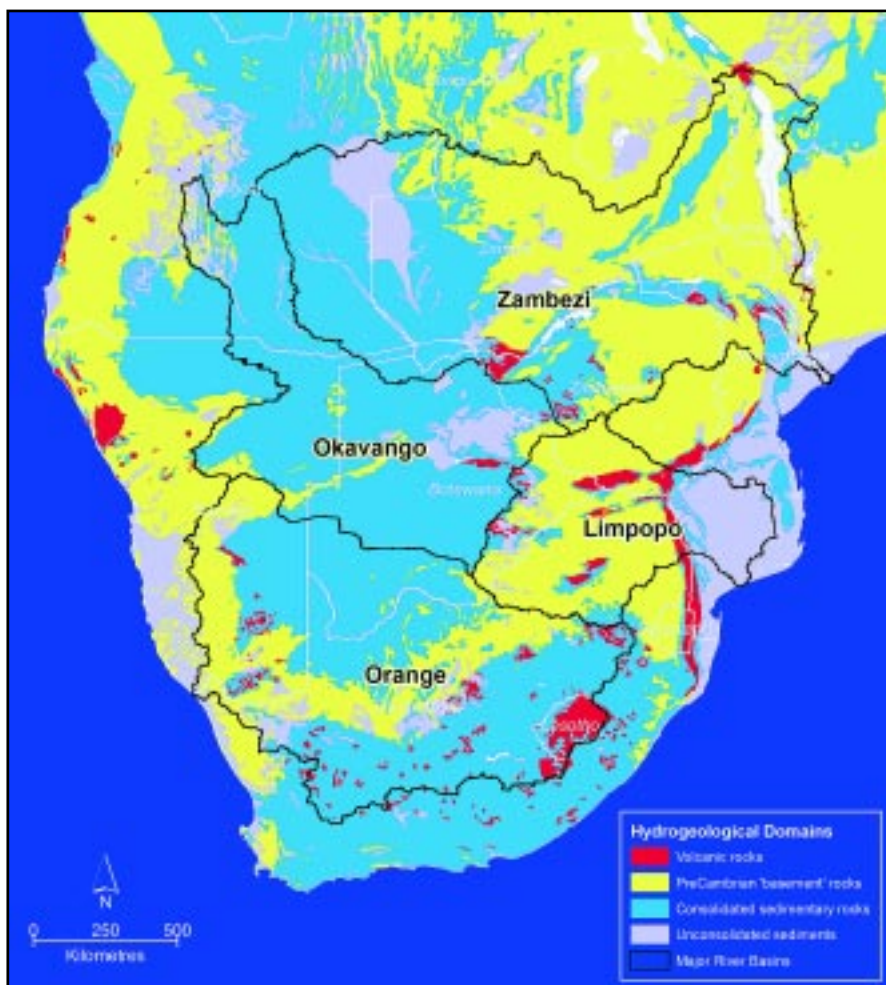 Zambezi
Okavango
Botswana
Limpopo
Orange
Lesotho
Hydrogeological Domains
Volcanic rocks
PreCambrian 'basement' rocks
Consolidated sedimentary rocks
Unconsolidated sediments
Major River Basins
N
0 250 500
Kilometres